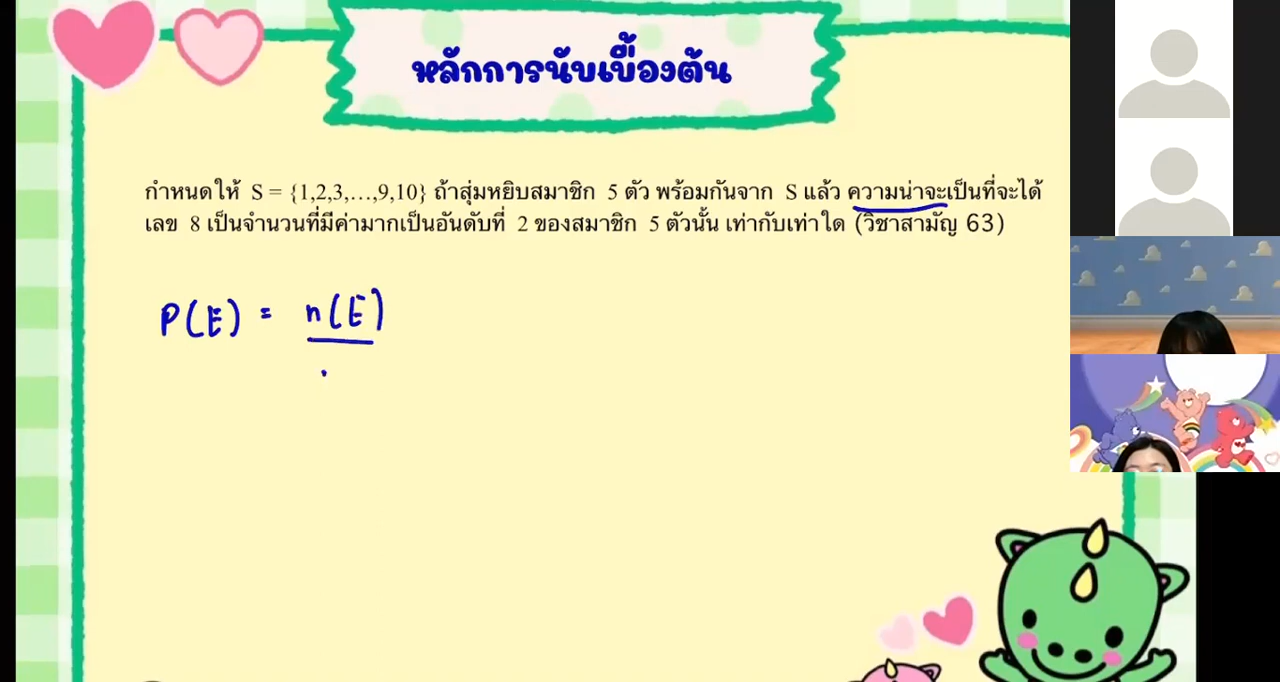 หลักการนับเบื้องต้น
กำหนดให้ S = {1,2,3,…,9,10} ถ้าสุ่มหยิบสมาชิก 5 ตัว พร้อมกันจาก S แล้ว ความน่าจะเป็นที่จะได้
เลข 8 เป็นจำนวนที่มีค่ามากเป็นอันดับที่ 2 ของสมาชิก 5 ตัวนั้น เท่ากับเท่าใด (วิชาสามัญ 63)
P(E) = n(E)